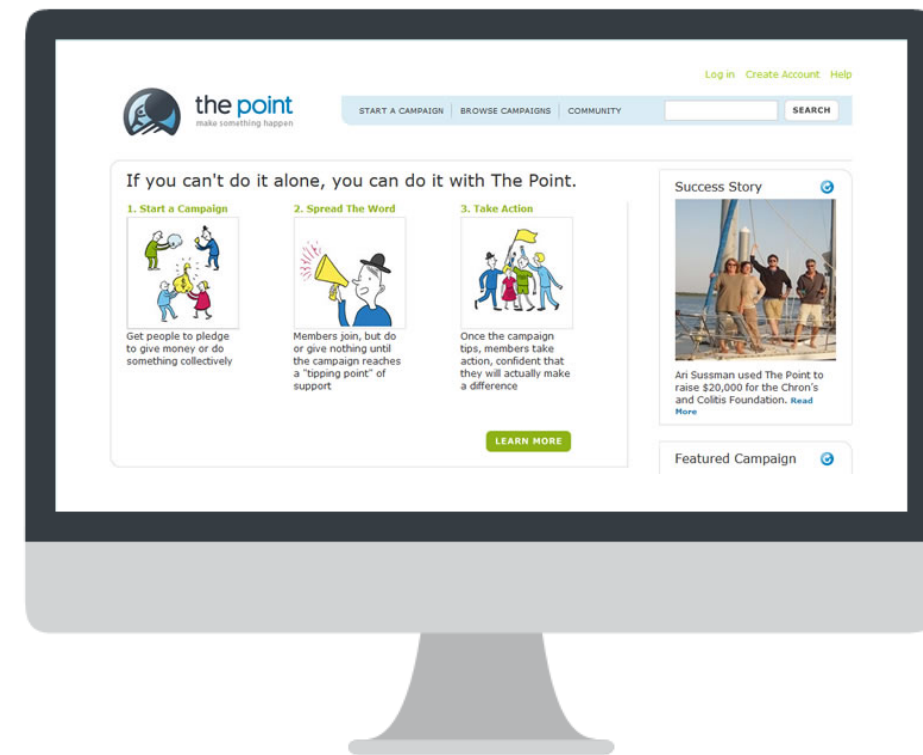 Log in Create Account Help
the point
make something happen
START A CAMPAIGN BROWSE CAMPAIGNS COMMUNITY SEARCH
If you can't do it alone, you can do it with The Point.
1. Start a Campaign
Get people to pledge
to give money or do
something collectively
2. Spread The Word
Members join, but do
or give nothing until
the campaign reaches
a "tipping point" of
support
3. Take Action
Once the campaign
tips, members take
action, confident that
they will actually make
a difference
LEARN MORE
Success Story
Ari Sussman used The Point to
raise $20,000 for the Chron's
and Colitis Foundation. Read
More
Featured Campaign